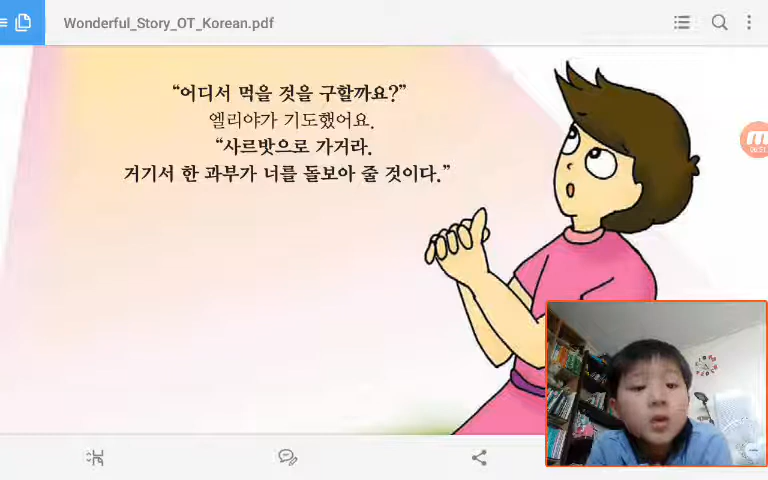 Wonderful_Story_OT_Korean.pdf
“어디서 먹을 것을 구할까요?”
엘리야가 기도했어요.
“사르밧으로 가거라.
거기서 한 과부가 너를 돌보아 줄 것이다.”